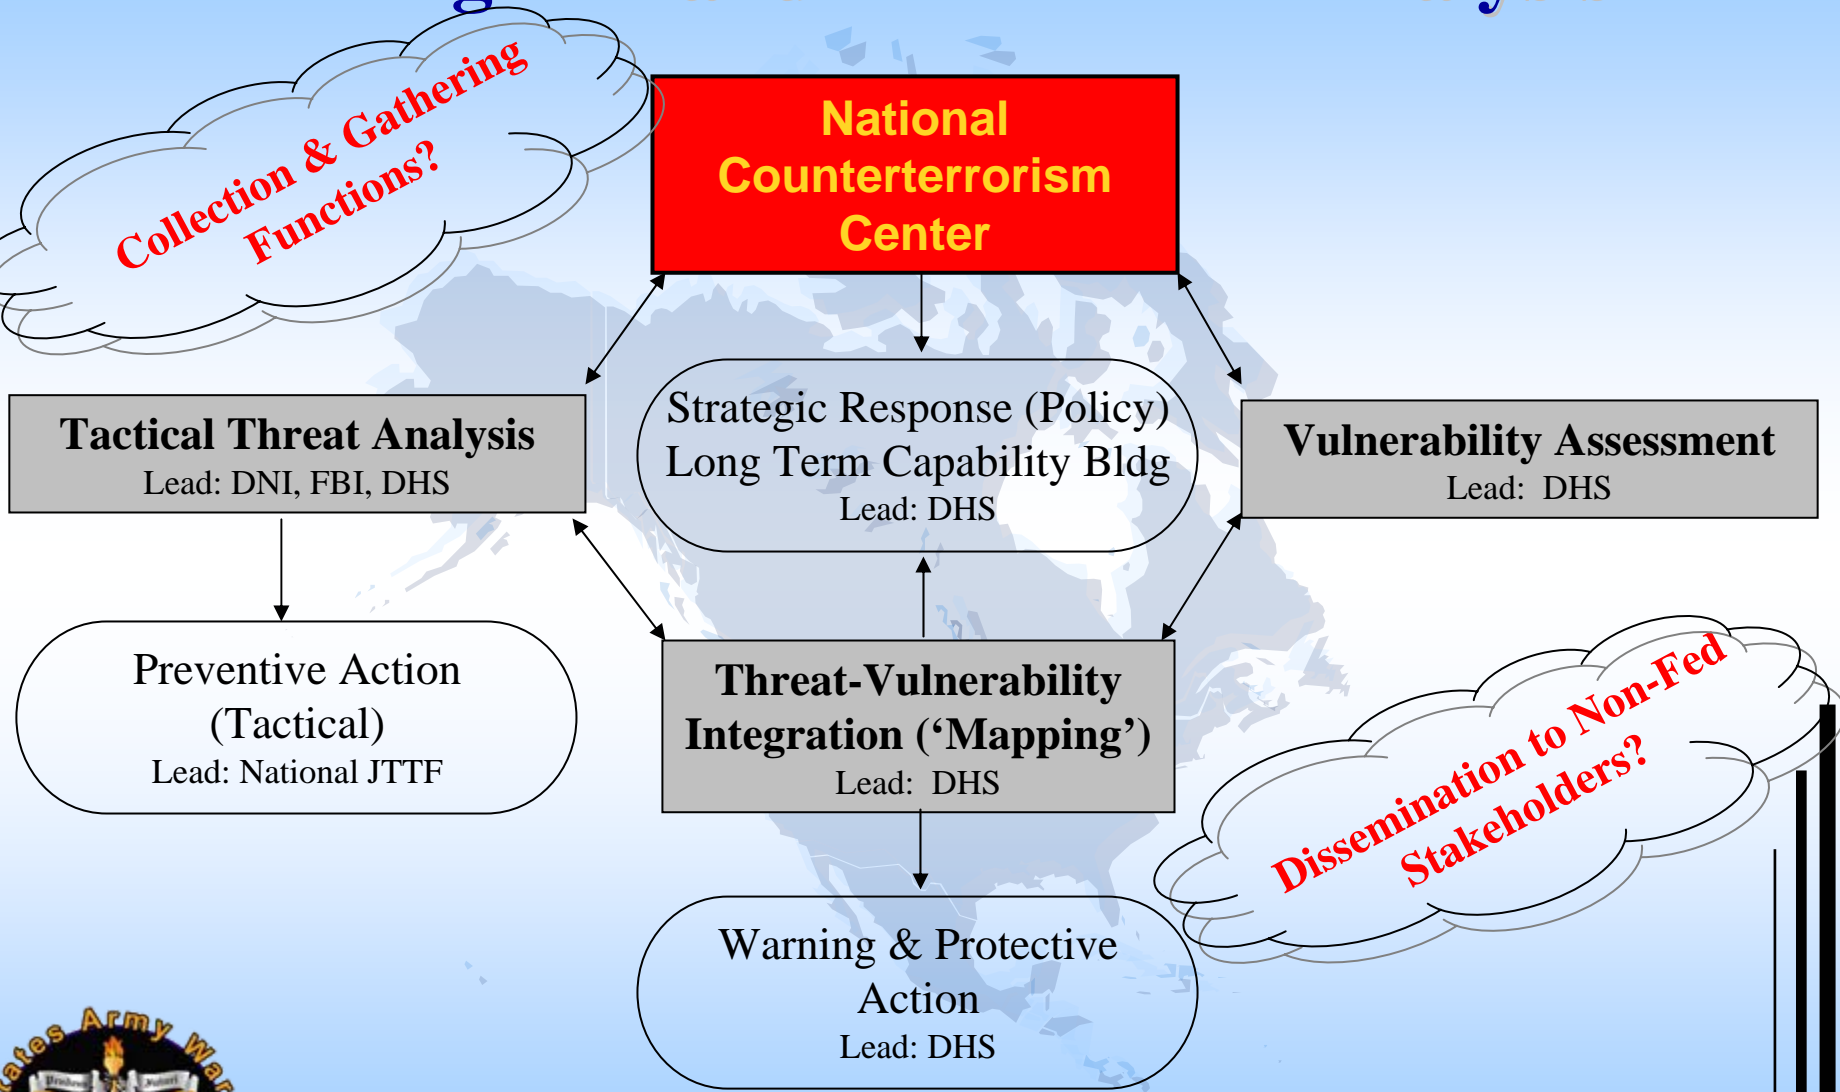 Collection & Gathering
Functions?
National
Counterterrorism
Center
Tactical Threat Analysis
Lead: DNI, FBI, DHS
Strategic Response (Policy)
Long Term Capability Bldg
Lead: DHS
Vulnerability Assessment
Lead: DHS
Preventive Action
(Tactical)
Lead: National JTTF
Threat-Vulnerability
Integration (‘Mapping’)
Lead: DHS
Dissemination to Non-Fed
Stakeholders?
Warning & Protective
Action
Lead: DHS
Army